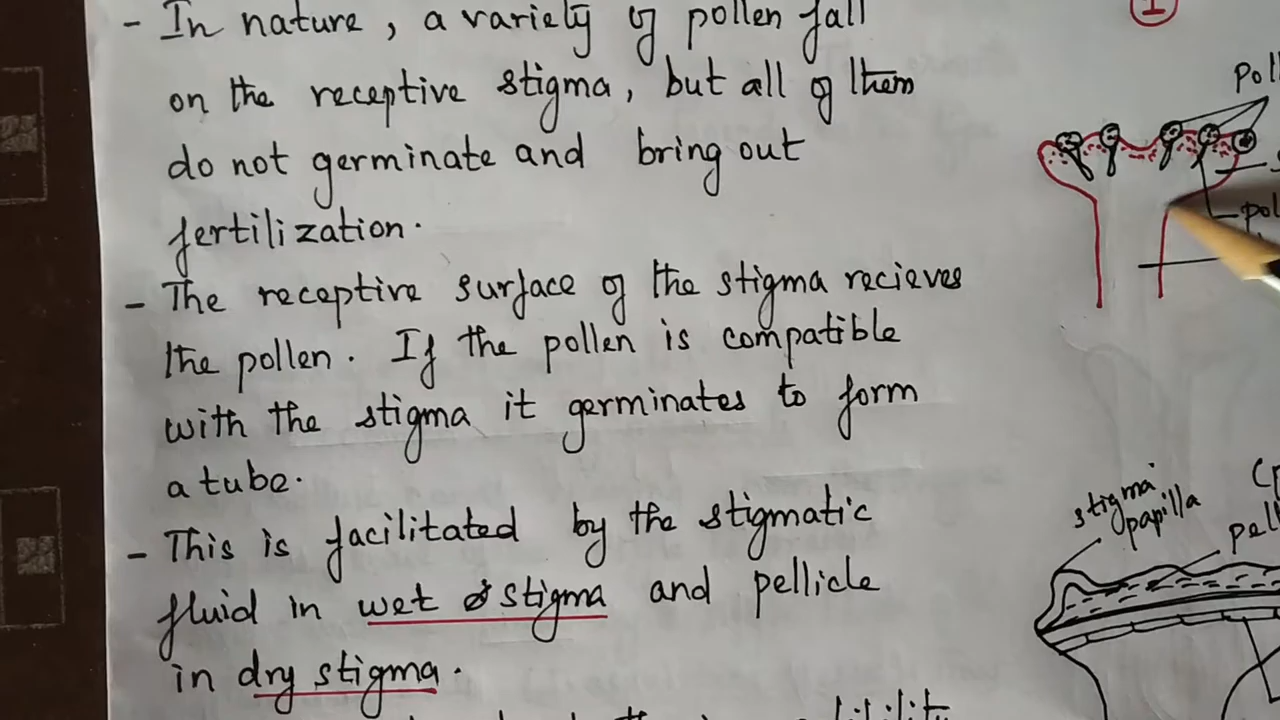 - In nature, a variety of pollen fall
on the receptive stigma, but all of them
do not germinate and bring out
fertilization.
- The receptive surface of the stigma recieves
the pollen. If the pollen is compatible
with the stigma it germinates to form
a tube.
- This is facilitated by the stigmatic
fluid in wet stigma and pellicle
in dry stigma.
1
stigma
papilla